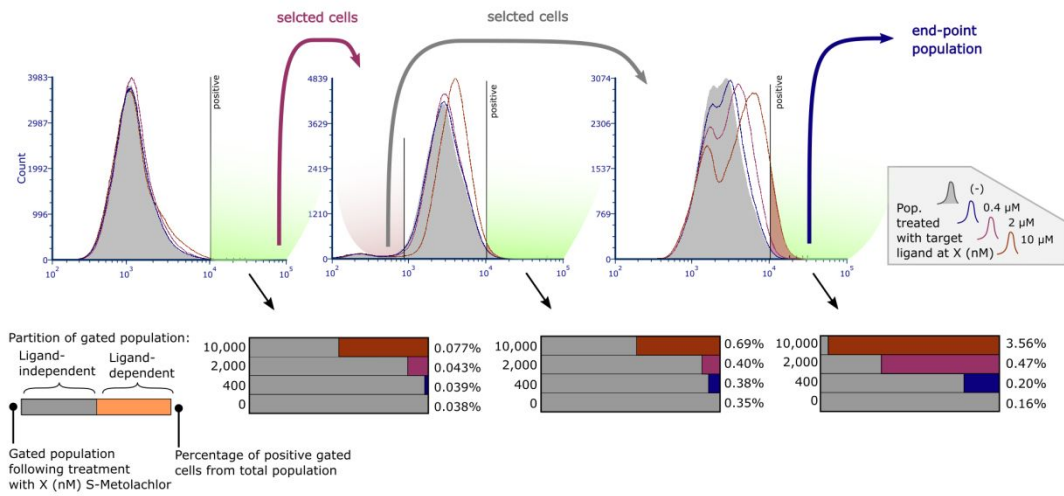 selcted cells
selcted cells
end-point
population
3983
2987
1992
996
0
Count
positive
10² 10³ 10⁴ 10⁵
4839
3629
2419
1210
0
positive
10² 10³ 10⁴ 10⁵
3074
2306
1537
769
0
positive
10² 10³ 10⁴ 10⁵
(-)
Pop. 0.4 µM
treated 2 µM
with target 10 µM
ligand at X (nM)
Partition of gated population:
Ligand-
independent
Ligand-
dependent
Gated population
following treatment
with X (nM) S-Metolachlor
Percentage of positive gated
cells from total population
10,000 0.077%
2,000 0.043%
400 0.039%
0 0.038%
10,000 0.69%
2,000 0.40%
400 0.38%
0 0.35%
10,000 3.56%
2,000 0.47%
400 0.20%
0 0.16%